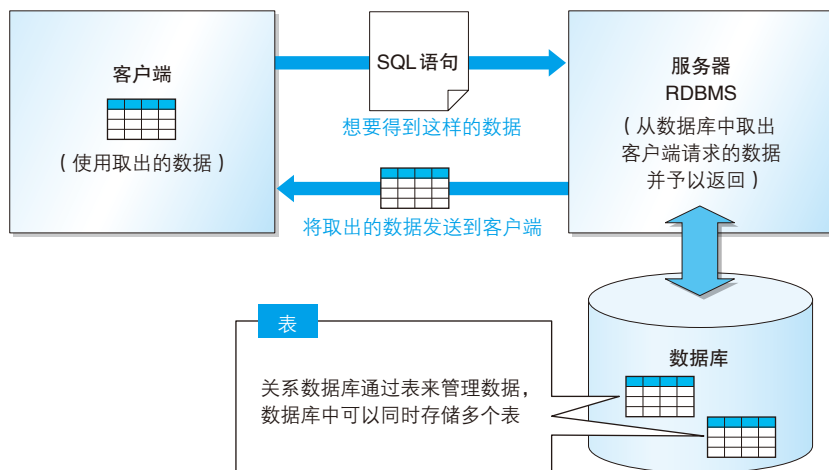 客户端
(使用取出的数据)
SQL 语句
想要得到这样的数据
将取出的数据发送到客户端
服务器
RDBMS
(从数据库中取出
客户端请求的数据
并予以返回)
表
关系数据库通过表来管理数据,
数据库中可以同时存储多个表
数据库